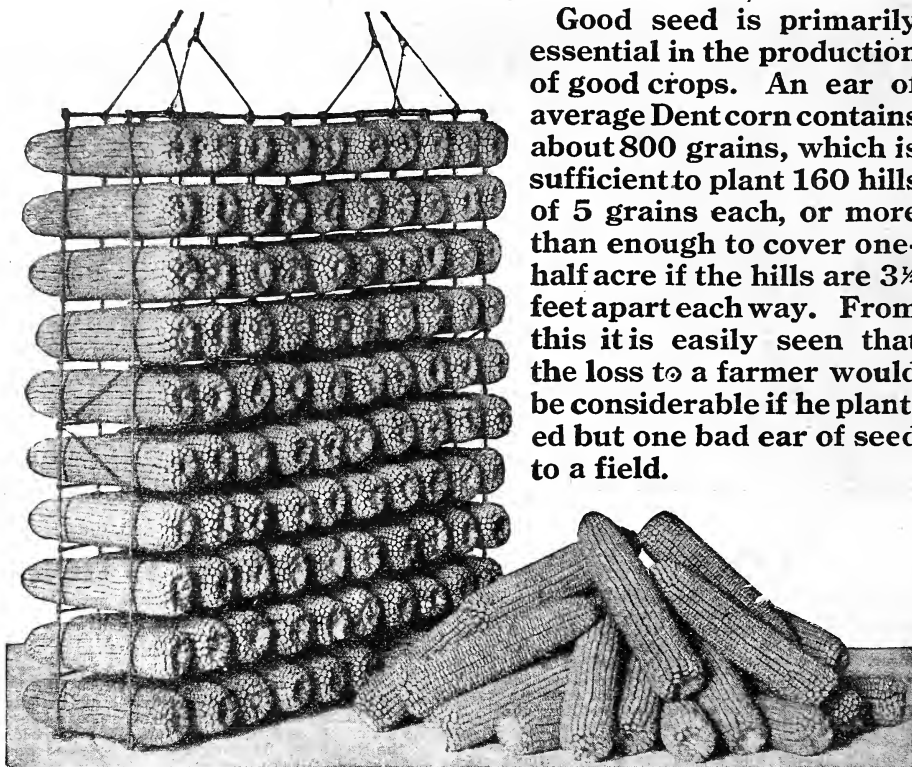 Good seed is primarily
essential in the production
of good crops. An ear of
average Dent corn contains
about 800 grains, which is
sufficient to plant 160 hills
of 5 grains each, or more
than enough to cover one-
half acre if the hills are 3½
feet apart each way. From
this it is easily seen that
the loss to a farmer would
be considerable if he plant-
ed but one bad ear of seed
to a field.